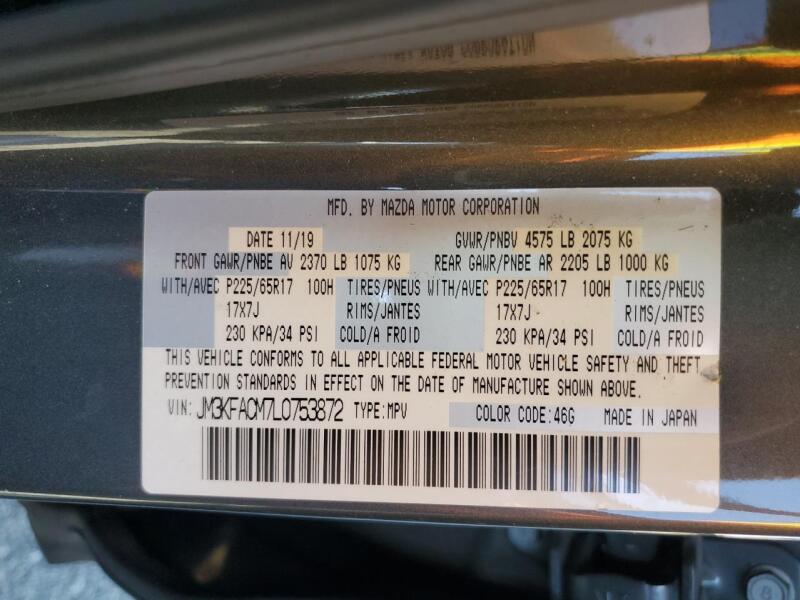 MFD. BY MAZDA MOTOR CORPORATION
DATE 11/19 GVWR/PNBV 4575 LB 2075 KG
FRONT GAWR/PNBE AV 2370 LB 1075 KG REAR GAWR/PNBE AR 2205 LB 1000 KG
WITH/AVEC P225/65R17 100H TIRES/PNEUS WITH/AVEC P225/65R17 100H TIRES/PNEUS
17X7J RIMS/JANTES 17X7J RIMS/JANTES
230 KPA/34 PSI COLD/A FROID 230 KPA/34 PSI COLD/A FROID
THIS VEHICLE CONFORMS TO ALL APPLICABLE FEDERAL MOTOR VEHICLE SAFETY AND THEFT
PREVENTION STANDARDS IN EFFECT ON THE DATE OF MANUFACTURE SHOWN ABOVE.
VIN: JM3KFACM7L0753872 TYPE:MPV COLOR CODE:46G MADE IN JAPAN